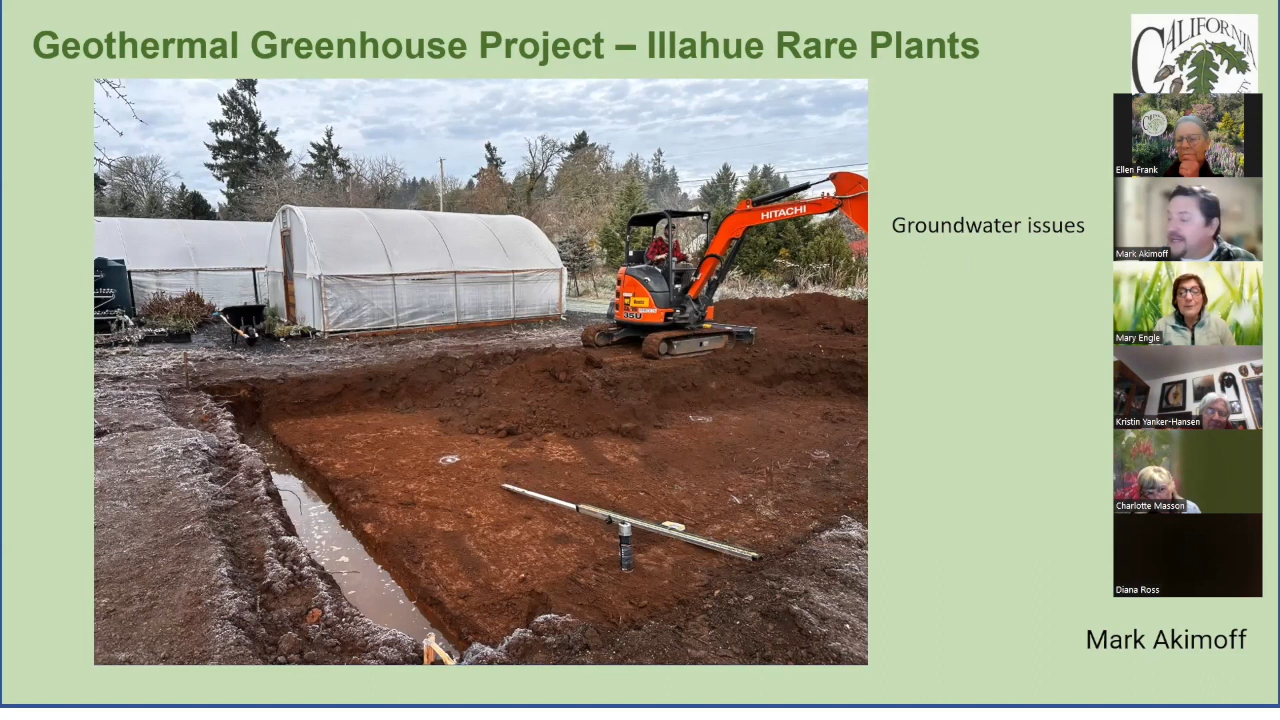 Geothermal Greenhouse Project – Illahue Rare Plants
CALIFORNIA
Ellen Frank
HITACHI
Groundwater issues
Mark Akimoff
35U
Mary Engle
Kristin Yanker-Hansen
Charlotte Masson
Diana Ross
Mark Akimoff